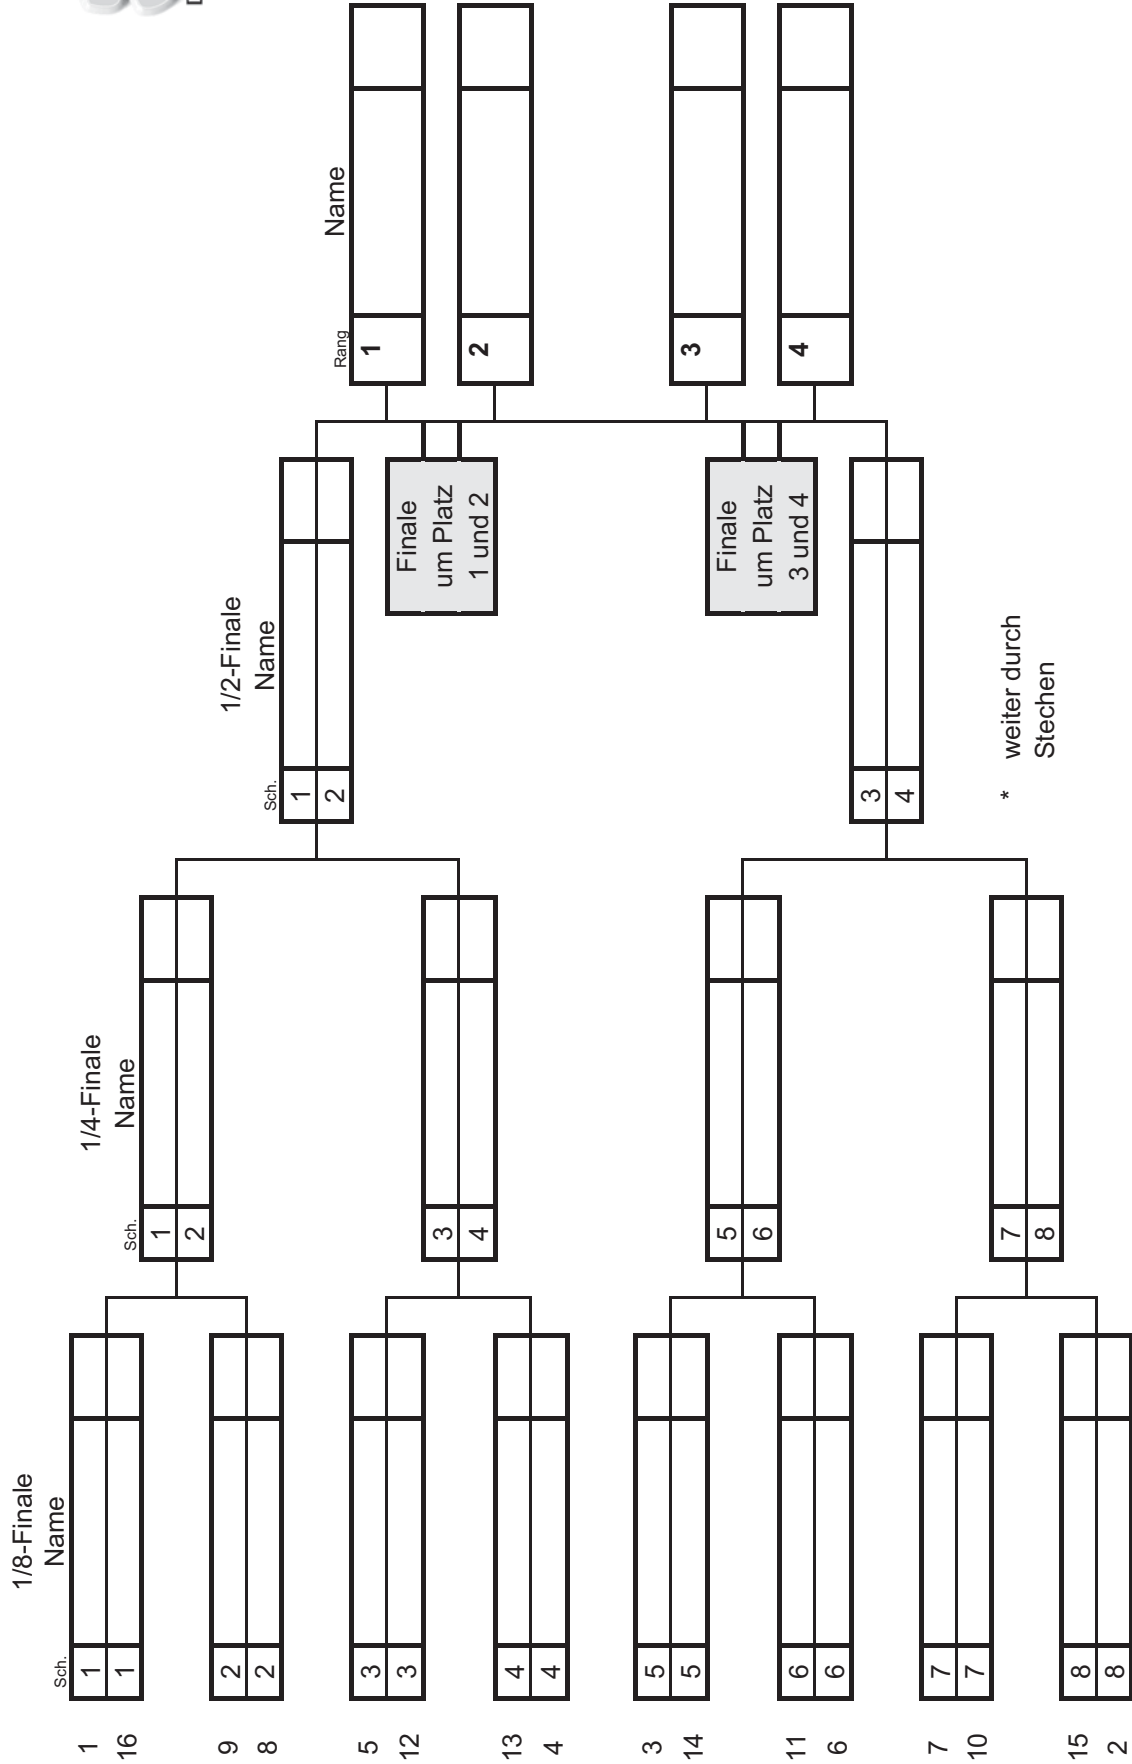 1/8-Finale
Name
Sch.
1 1
16 1
9 2
8 2
5 3
12 3
13 4
4 4
3 5
14 5
11 6
6 6
7 7
10 7
15 8
2 8
1/4-Finale
Name
Sch.
1
2
3
4
5
6
7
8
1/2-Finale
Name
Sch.
1
2
3
4
Finale
um Platz
1 und 2
Finale
um Platz
3 und 4
* weiter durch
Stechen
Name
Rang
1
2
3
4